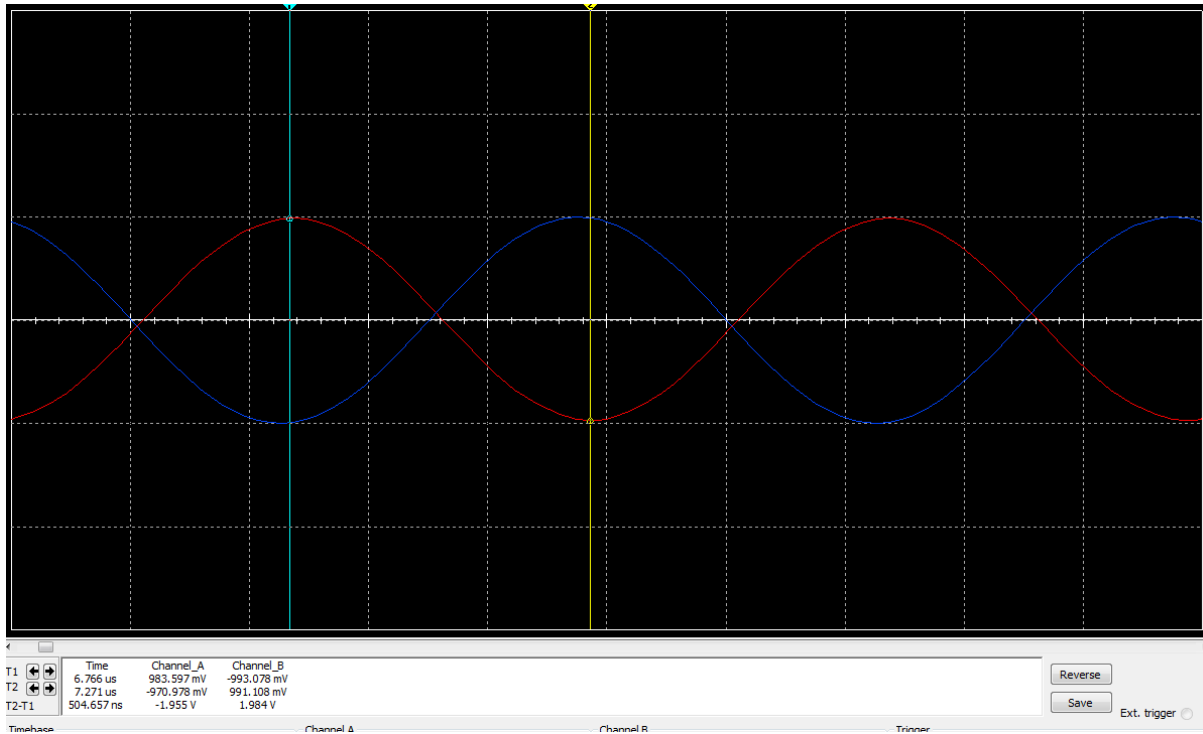 1 2
Time Channel_A Channel_B
T1 6.766 us 983.597 mV -993.078 mV
T2 7.271 us -970.978 mV 991.108 mV
T2-T1 504.657 ns -1.955 V 1.984 V
Reverse
Save
Ext. trigger
Timebase Channel A Channel B Trigger